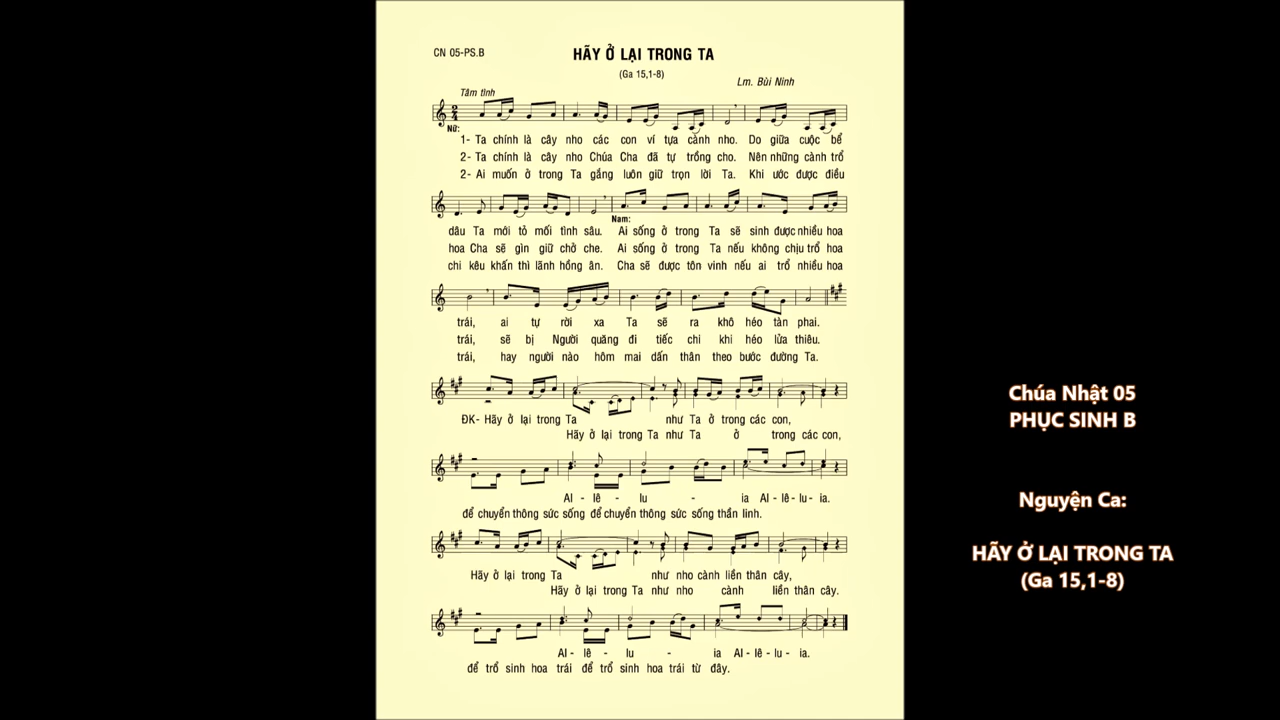 CN 05-PS.B
HÃY Ở LẠI TRONG TA
(Ga 15,1-8)
Lm. Bùi Ninh
Tâm tình
2
4
Nữ:
1- Ta chính là cây nho các con ví tựa cành nho. Do giữa cuộc bể
2- Ta chính là cây nho Chúa Cha đã tự trồng cho. Nên những cành trổ
2- Ai muốn ở trong Ta gắng luôn giữ trọn lời Ta. Khi ước được điều
Nam:
dâu Ta mới tỏ mối tình sâu. Ai sống ở trong Ta sẽ sinh được nhiều hoa
hoa Cha sẽ gìn giữ chở che. Ai sống ở trong Ta nếu không chịu trổ hoa
chi kêu khấn thì lãnh hồng ân. Cha sẽ được tôn vinh nếu ai trổ nhiều hoa
trái, ai tự rời xa Ta sẽ ra khô héo tàn phai.
trái, sẽ bị Người quăng đi tiếc chi khi héo lửa thiêu.
trái, hay người nào hôm mai dấn thân theo bước đường Ta.
ĐK- Hãy ở lại trong Ta như Ta ở trong các con,
Hãy ở lại trong Ta như Ta ở trong các con,
Al - lê - lu - ia Al-lê-lu-ia.
để chuyển thông sức sống để chuyển thông sức sống thần linh.
Hãy ở lại trong Ta như nho cành liền thân cây,
Hãy ở lại trong Ta như nho cành liền thân cây.
Al - lê - lu - ia Al-lê-lu-ia.
để trổ sinh hoa trái để trổ sinh hoa trái từ đây.
Chúa Nhật 05
PHỤC SINH B
Nguyện Ca:
HÃY Ở LẠI TRONG TA
(Ga 15,1-8)